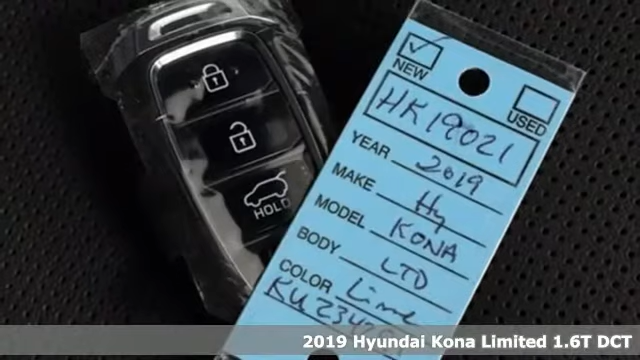 HOLD
NEW
USED
HK19021
YEAR 2019
MAKE Hy
MODEL KONA
BODY LTD
COLOR Lime
2019 Hyundai Kona Limited 1.6T DCT